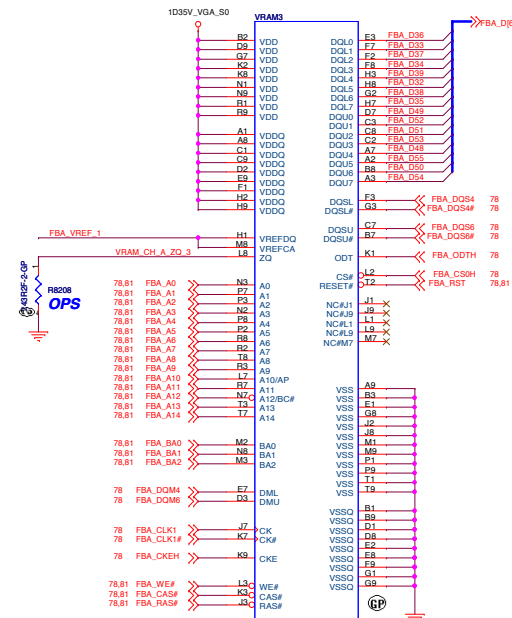 1D35V_VGA_S0
VRAM3
FBA_D[6
B2 VDD DQL0 E3 FBA_D36
D9 VDD DQL1 F7 FBA_D33
G7 VDD DQL2 F2 FBA_D37
K2 VDD DQL3 F8 FBA_D34
K8 VDD DQL4 H3 FBA_D39
N1 VDD DQL5 H8 FBA_D32
N9 VDD DQL6 G2 FBA_D38
R1 VDD DQL7 H7 FBA_D35
R9 VDD DQU0 D7 FBA_D49
DQU1 C3 FBA_D52
A1 VDDQ DQU2 C8 FBA_D51
A8 VDDQ DQU3 C2 FBA_D53
C1 VDDQ DQU4 A7 FBA_D48
C9 VDDQ DQU5 A2 FBA_D55
D2 VDDQ DQU6 B8 FBA_D50
E9 VDDQ DQU7 A3 FBA_D54
F1 VDDQ
H2 VDDQ DQSL F3 FBA_DQS4 78
H9 VDDQ DQSL# G3 FBA_DQS4# 78
DQSU C7 FBA_DQS6 78
FBA_VREF_1 H1 VREFDQ DQSU# B7 FBA_DQS6# 78
M8 VREFCA
VRAM_CH_A_ZQ_3 L8 ZQ ODT K1 FBA_ODTH 78
CS# L2 FBA_CS0H 78
RESET# T2 FBA_RST 78,81
1
R8208
OPS
78,81 FBA_A0 N3 A0
78,81 FBA_A1 P7 A1 NC#J1 J1
78,81 FBA_A2 P3 A2 NC#J9 J9
78,81 FBA_A3 N2 A3 NC#L1 L1
78,81 FBA_A4 P8 A4 NC#L9 L9
78,81 FBA_A5 P2 A5 NC#M7 M7
78,81 FBA_A6 R8 A6
78,81 FBA_A7 R2 A7
78,81 FBA_A8 T8 A8
78,81 FBA_A9 R3 A9
78,81 FBA_A10 L7 A10/AP
78,81 FBA_A11 R7 A11 VSS A9
78,81 FBA_A12 N7 A12/BC# VSS B3
78,81 FBA_A13 T3 A13 VSS E1
78,81 FBA_A14 T7 A14 VSS G8
VSS J2
VSS J8
78,81 FBA_BA0 M2 BA0 VSS M1
78,81 FBA_BA1 N8 BA1 VSS M9
78,81 FBA_BA2 M3 BA2 VSS P1
VSS P9
VSS T1
78 FBA_DQM4 E7 DML VSS T9
78 FBA_DQM6 D3 DMU
VSSQ B1
VSSQ B9
78 FBA_CLK1 J7 CK VSSQ D1
78 FBA_CLK1# K7 CK# VSSQ D8
VSSQ E2
78 FBA_CKEH K9 CKE VSSQ E8
VSSQ F9
VSSQ G1
78,81 FBA_WE# L3 WE# VSSQ G9
78,81 FBA_CAS# K3 CAS#
78,81 FBA_RAS# J3 RAS#
GP